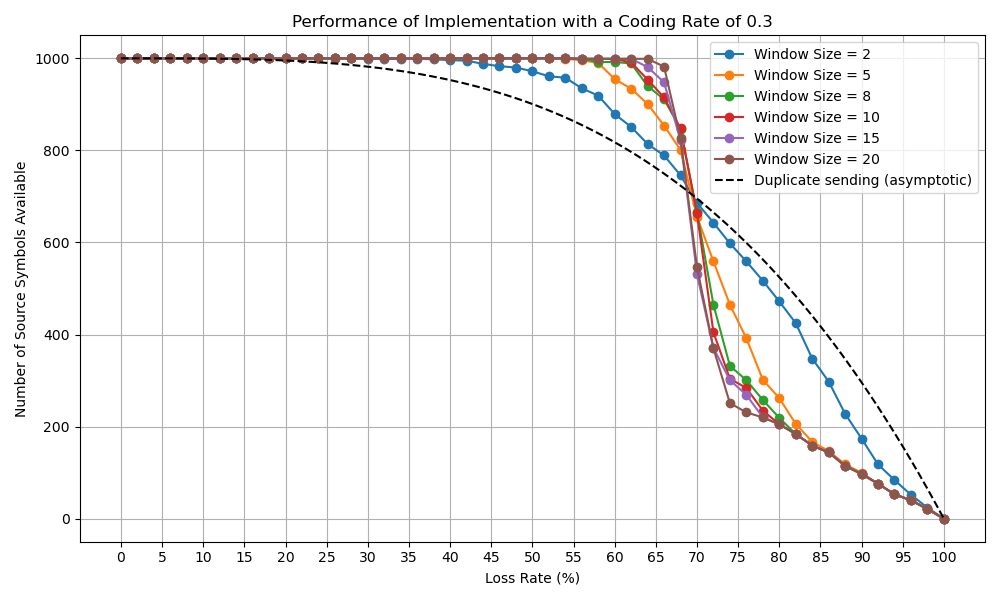 Performance of Implementation with a Coding Rate of 0.3
Number of Source Symbols Available
1000
800
600
400
200
0
Window Size = 2
Window Size = 5
Window Size = 8
Window Size = 10
Window Size = 15
Window Size = 20
Duplicate sending (asymptotic)
0 5 10 15 20 25 30 35 40 45 50 55 60 65 70 75 80 85 90 95 100
Loss Rate (%)